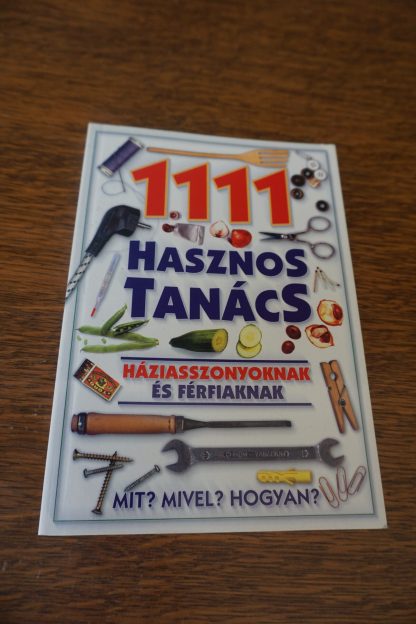 1111
HASZNOS
TANÁCS
HÁZIASSZONYOKNAK
ÉS FÉRFIAKNAK
MIT? MIVEL? HOGYAN?